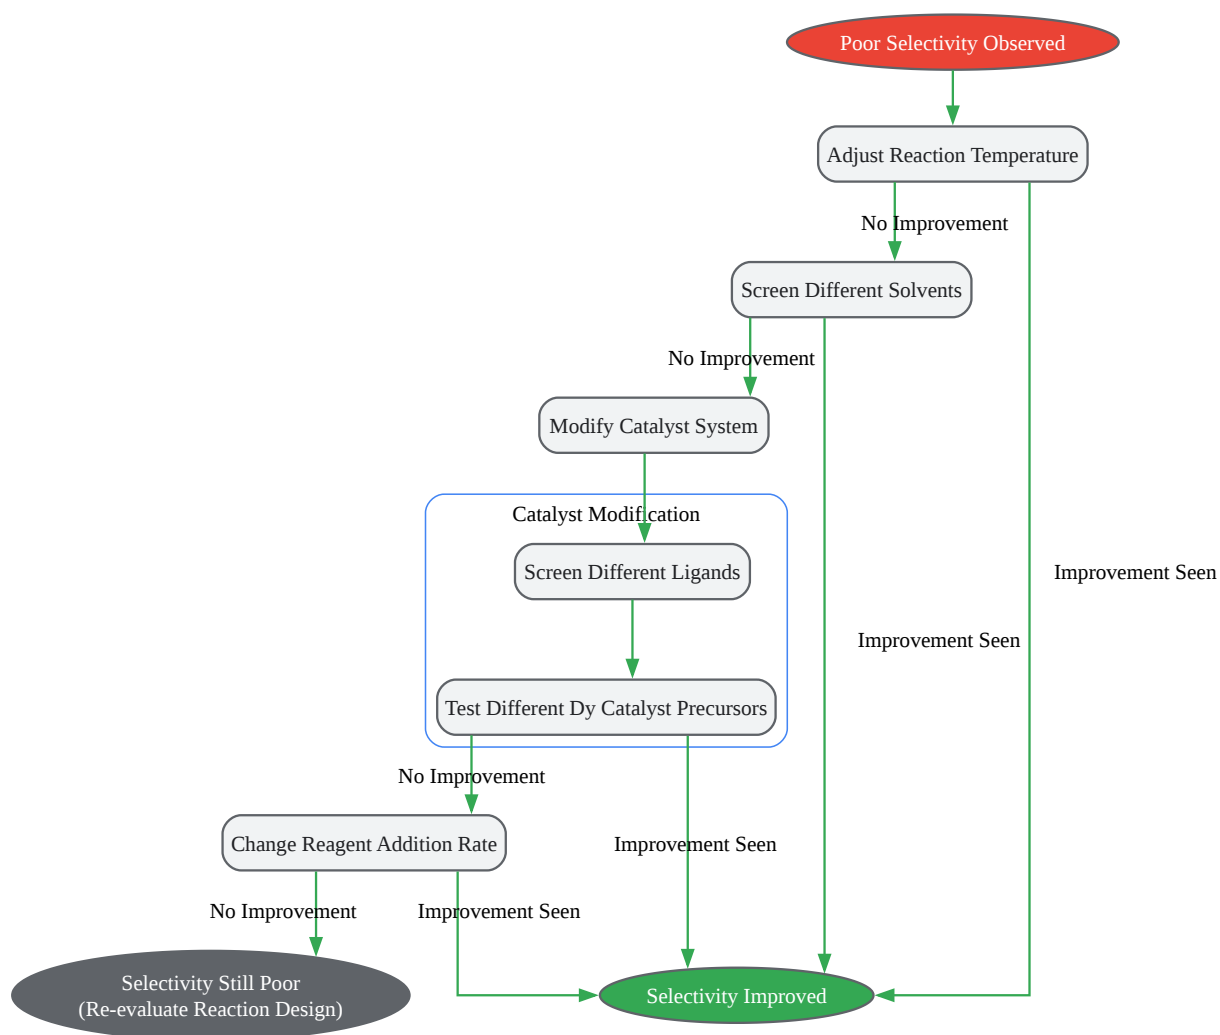 Poor Selectivity Observed
Adjust Reaction Temperature
No Improvement
Screen Different Solvents
No Improvement
Modify Catalyst System
Catalyst Modification
Screen Different Ligands
Improvement Seen
Improvement Seen
Test Different Dy Catalyst Precursors
No Improvement
Change Reagent Addition Rate
Improvement Seen
No Improvement
Improvement Seen
Selectivity Still Poor
(Re-evaluate Reaction Design)
Selectivity Improved